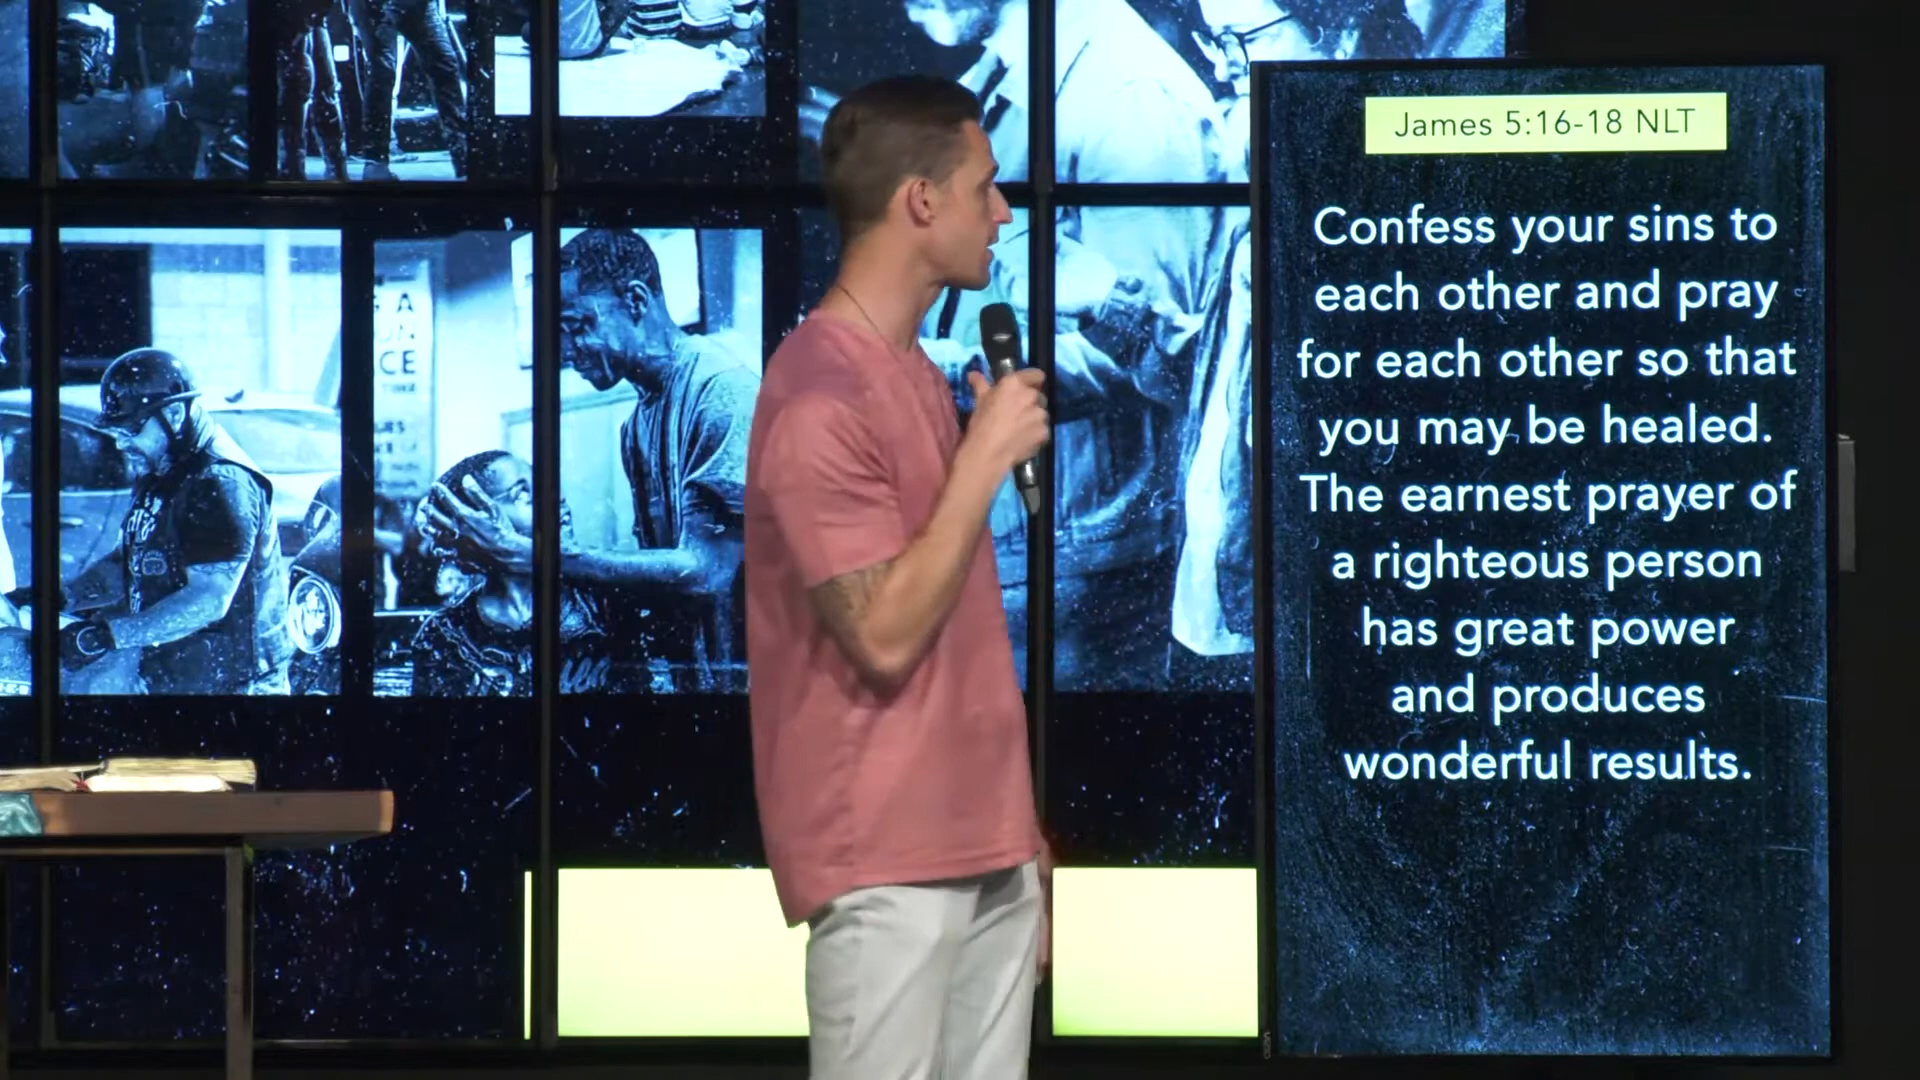 James 5:16-18 NLT
Confess your sins to
each other and pray
for each other so that
you may be healed.
The earnest prayer of
a righteous person
has great power
and produces
wonderful results.
A
CE